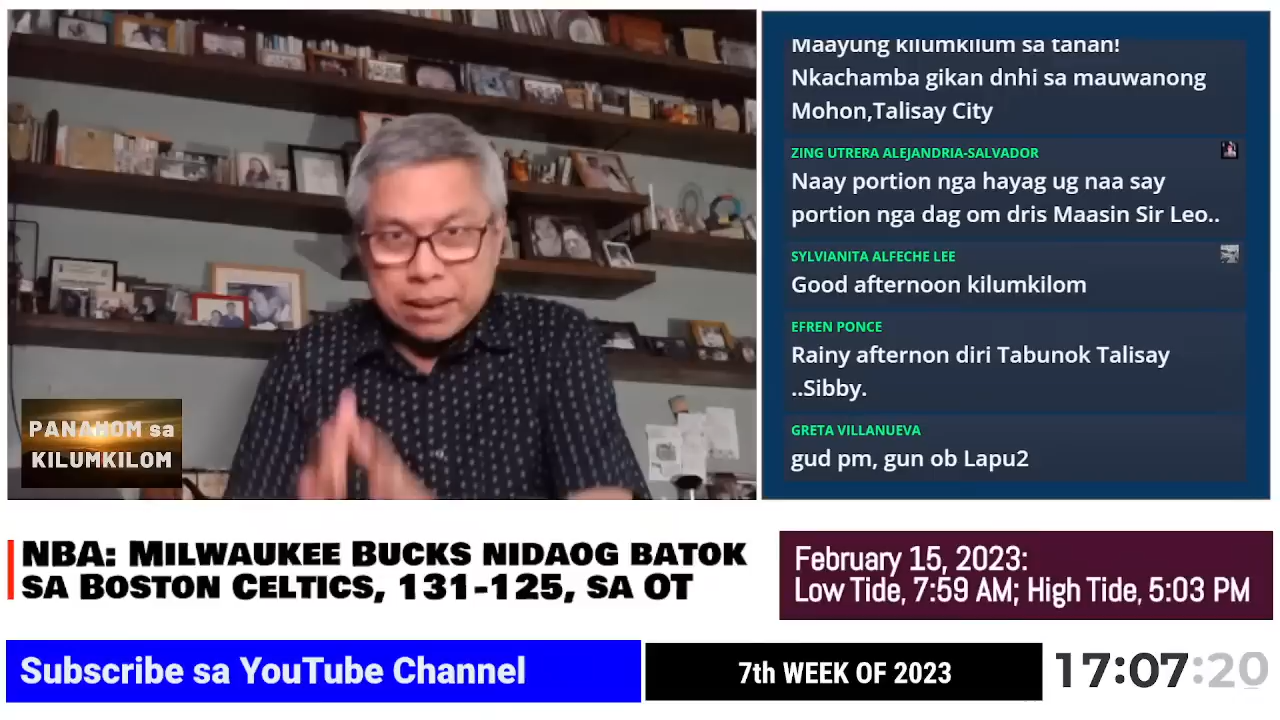 Maayung kilumkilum sa tanan!
Nkachamba gikan dnhi sa mauwanong
Mohon,Talisay City
ZING UTRERA ALEJANDRIA-SALVADOR
Naay portion nga hayag ug naa say
portion nga dag om dris Maasin Sir Leo..
SYLVIANITA ALFECHE LEE
Good afternoon kilumkilom
EFREN PONCE
Rainy afternon diri Tabunok Talisay
..Sibby.
GRETA VILLANUEVA
gud pm, gun ob Lapu2
PANAHOM sa
KILUMKILOM
NBA: MILWAUKEE BUCKS NIDAOG BATOK
SA BOSTON CELTICS, 131-125, SA OT
February 15, 2023:
Low Tide, 7:59 AM; High Tide, 5:03 PM
Subscribe sa YouTube Channel
7th WEEK OF 2023
17:07:20